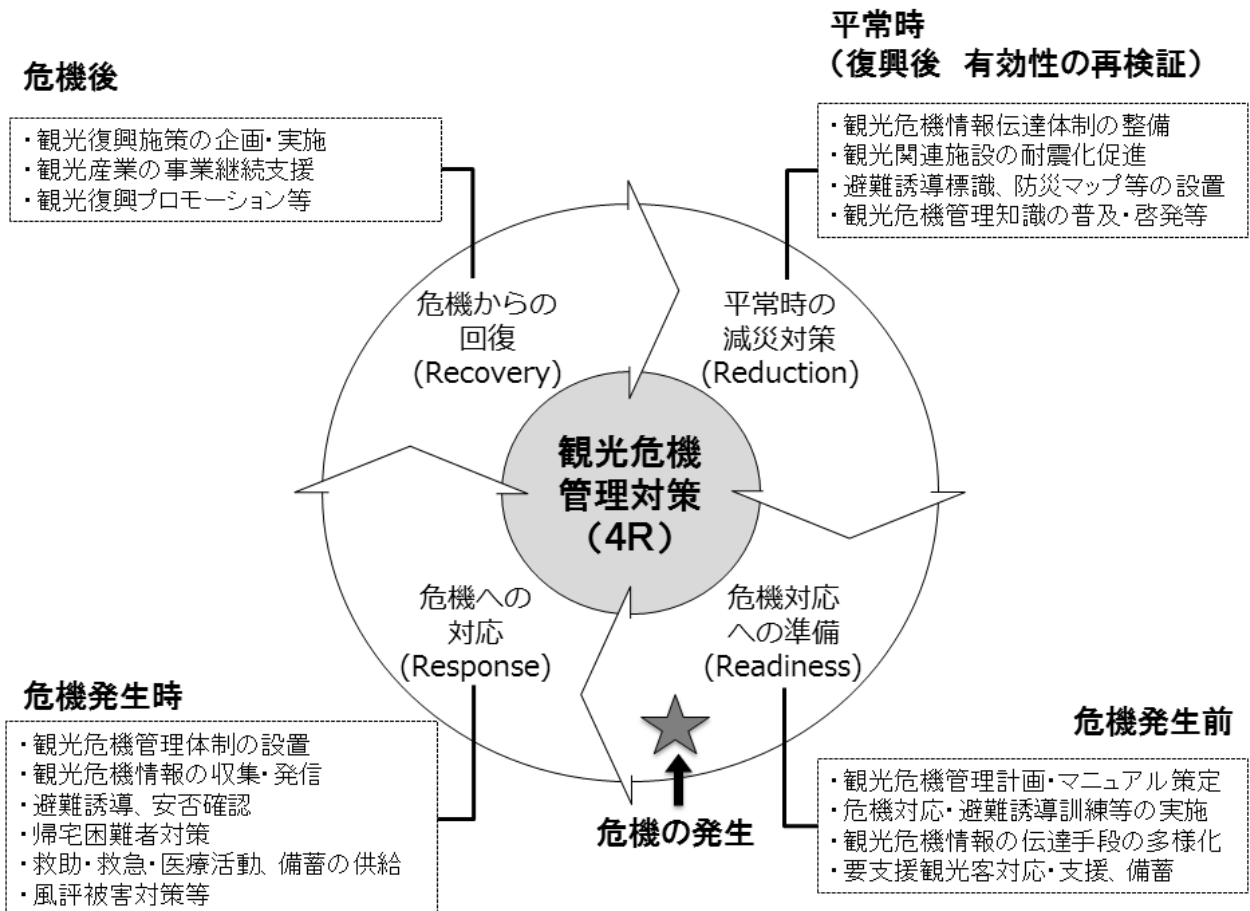 危機後
・観光復興施策の企画・実施
・観光産業の事業継続支援
・観光復興プロモーション等
平常時
（復興後 有効性の再検証）
・観光危機情報伝達体制の整備
・観光関連施設の耐震化促進
・避難誘導標識、防災マップ等の設置
・観光危機管理知識の普及・啓発等
危機からの
回復
(Recovery)
平常時の
減災対策
(Reduction)
観光危機
管理対策
（4R）
危機への
対応
(Response)
危機対応
への準備
(Readiness)
危機発生時
・観光危機管理体制の設置
・観光危機情報の収集・発信
・避難誘導、安否確認
・帰宅困難者対策
・救助・救急・医療活動、備蓄の供給
・風評被害対策等
危機の発生
危機発生前
・観光危機管理計画・マニュアル策定
・危機対応・避難誘導訓練等の実施
・観光危機情報の伝達手段の多様化
・要支援観光客対応・支援、備蓄